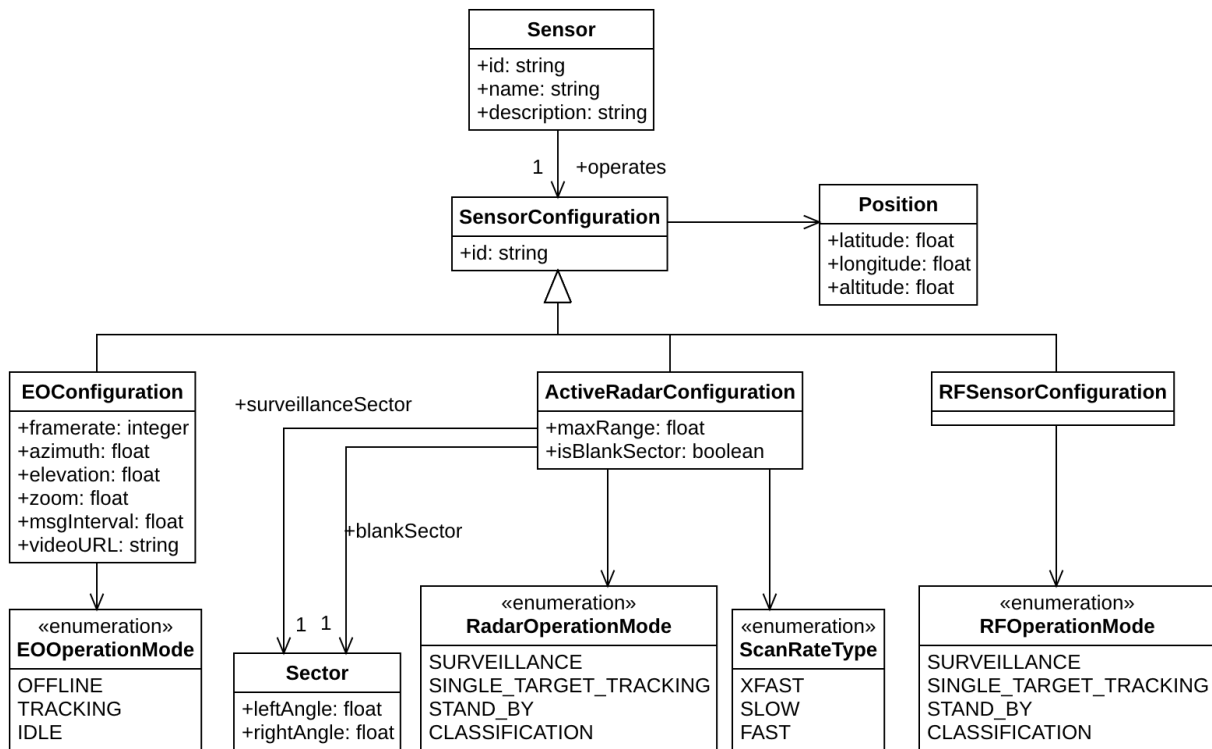 Sensor
+id: string
+name: string
+description: string
1
+operates
SensorConfiguration
+id: string
Position
+latitude: float
+longitude: float
+altitude: float
EOConfiguration
+framerate: integer
+azimuth: float
+elevation: float
+zoom: float
+msgInterval: float
+videoURL: string
+surveillanceSector
ActiveRadarConfiguration
+maxRange: float
+isBlankSector: boolean
RFSensorConfiguration
+blankSector
1
1
«enumeration»
EOOperationMode
OFFLINE
TRACKING
IDLE
Sector
+leftAngle: float
+rightAngle: float
«enumeration»
RadarOperationMode
SURVEILLANCE
SINGLE_TARGET_TRACKING
STAND_BY
CLASSIFICATION
«enumeration»
ScanRateType
XFAST
SLOW
FAST
«enumeration»
RFOperationMode
SURVEILLANCE
SINGLE_TARGET_TRACKING
STAND_BY
CLASSIFICATION